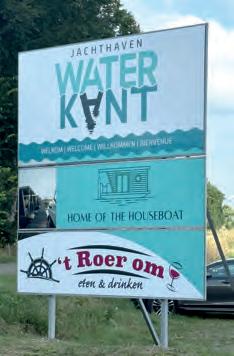 JACHTHAVEN
WATER
KANT
WELKOM | WELCOME | WILLKOMMEN | BIENVENUE
HOME OF THE HOUSEBOAT
't Roer om
eten & drinken